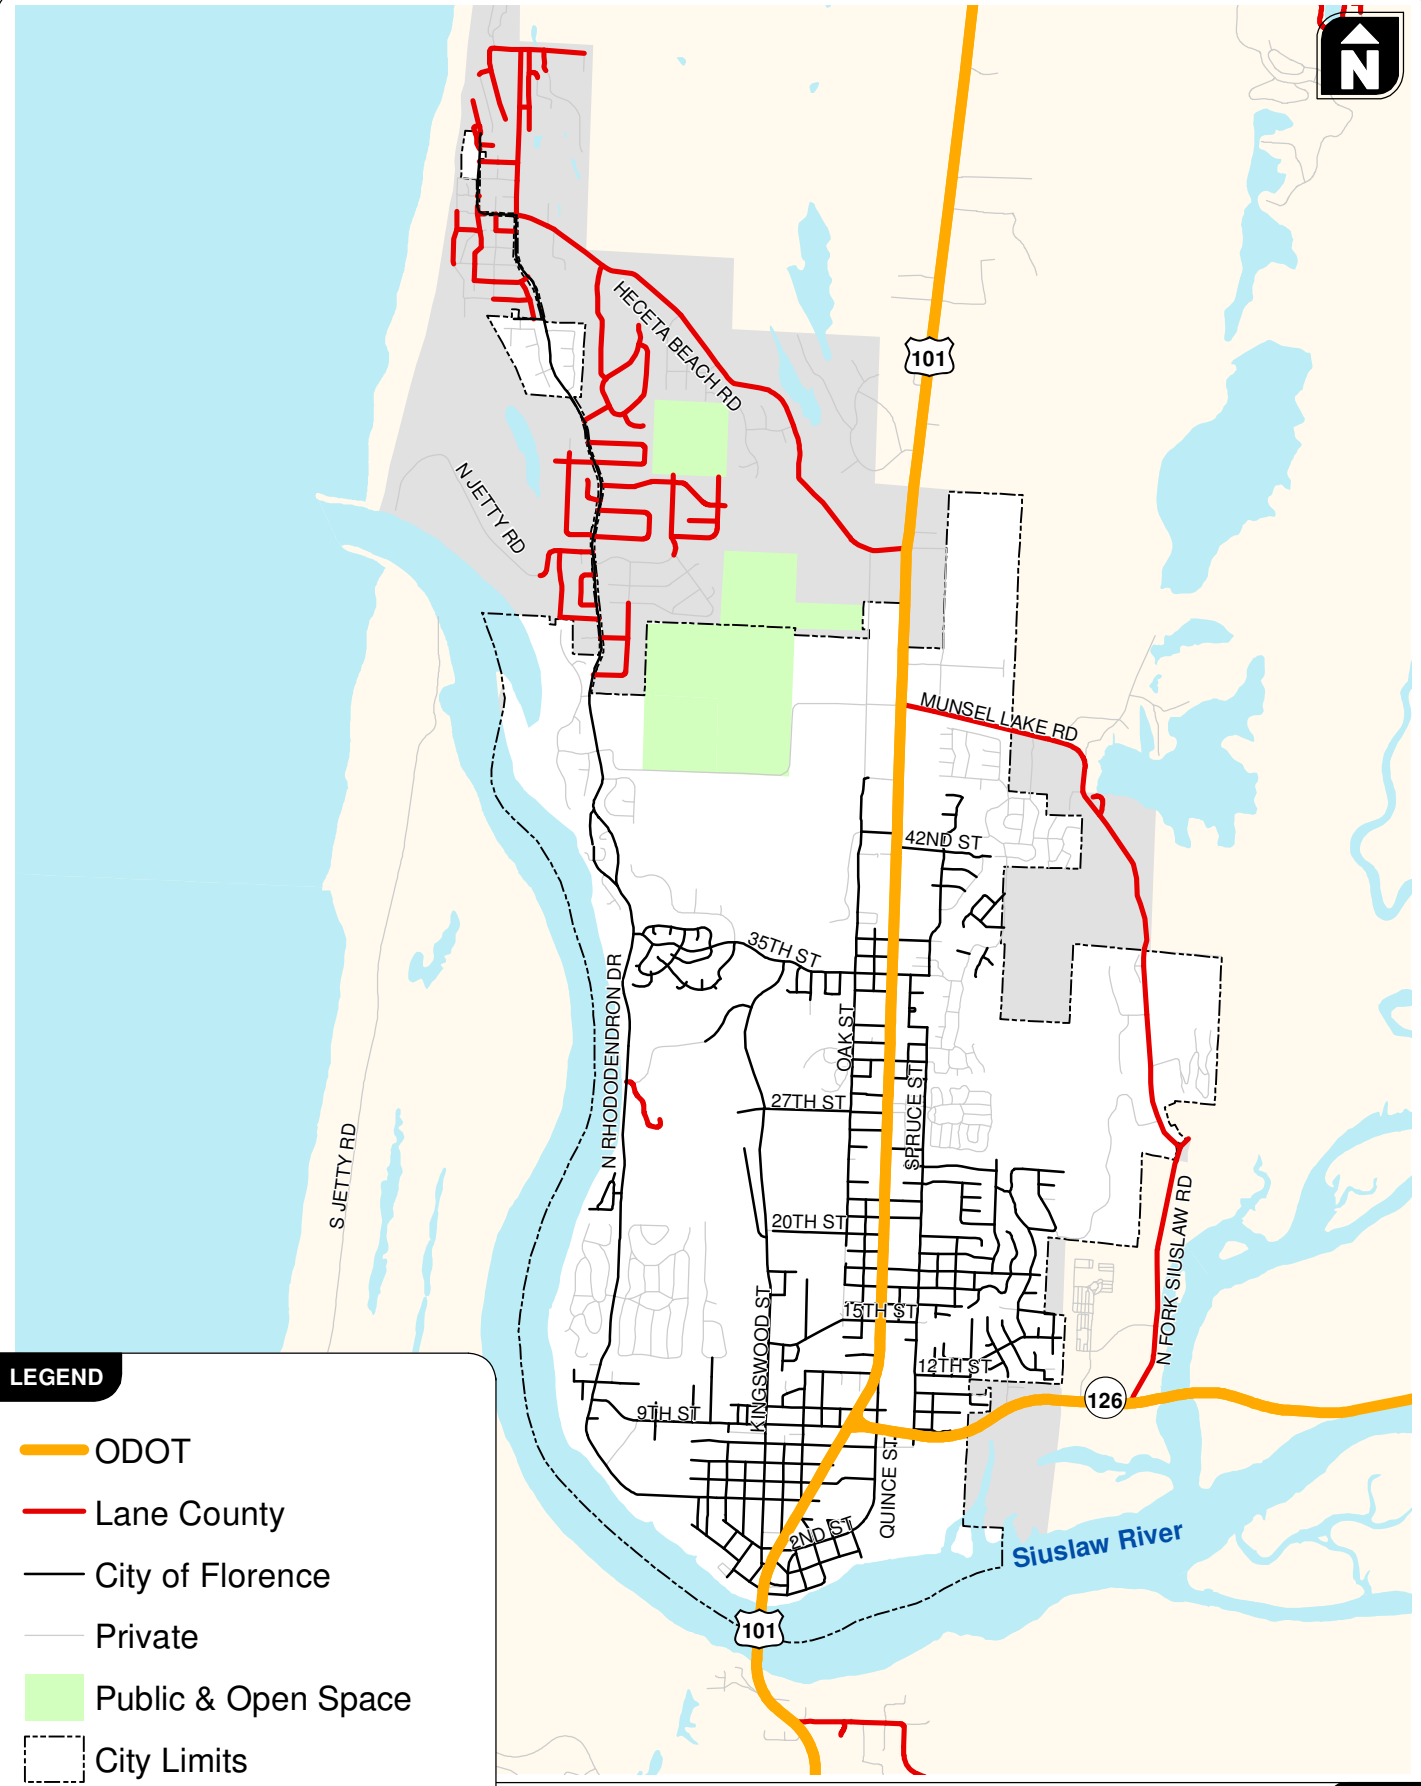 N
101
HECETA BEACH RD
N JETTY RD
MUNSEL LAKE RD
42ND ST
35TH ST
N RHODODENDRON DR
OAK ST
SPRUCE ST
27TH ST
S JETTY RD
20TH ST
N FORK SIUSLAW RD
KINGSWOOD ST
15TH ST
12TH ST
126
9TH ST
QUINCE ST
2ND ST
Siuslaw River
101
LEGEND
ODOT
Lane County
City of Florence
Private
Public & Open Space
City Limits